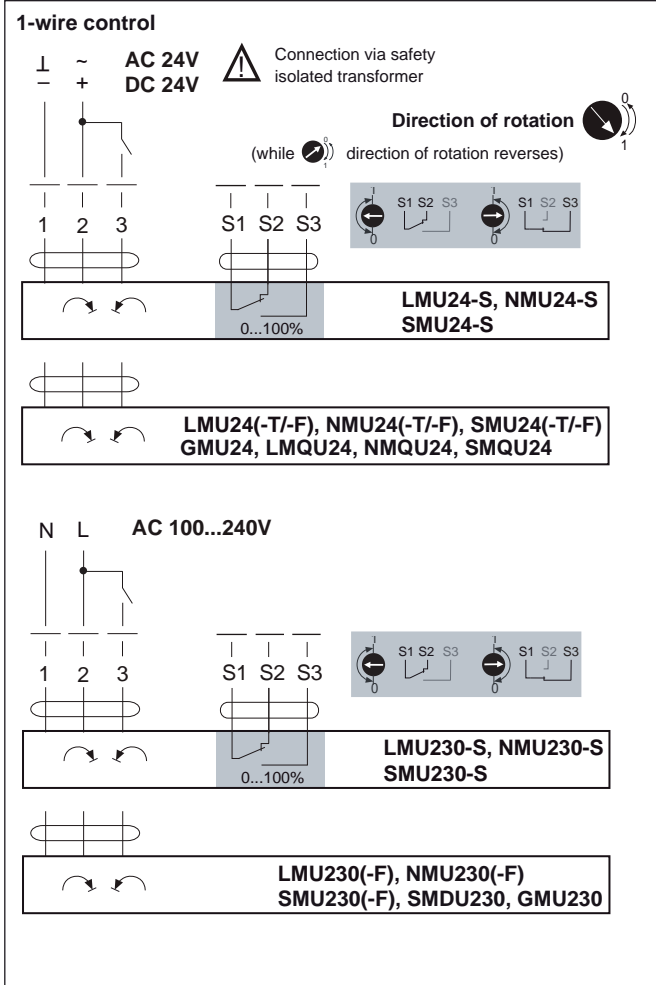 1-wire control
⊥ ~ AC 24V
– + DC 24V
Connection via safety
isolated transformer
Direction of rotation
0
1
(while 0 1 direction of rotation reverses)
1 2 3
S1 S2 S3
1
0
S1 S2 S3
1
0
S1 S2 S3
0...100%
LMU24-S, NMU24-S
SMU24-S
LMU24(-T/-F), NMU24(-T/-F), SMU24(-T/-F)
GMU24, LMQU24, NMQU24, SMQU24
N L AC 100...240V
1 2 3
S1 S2 S3
1
0
S1 S2 S3
1
0
S1 S2 S3
0...100%
LMU230-S, NMU230-S
SMU230-S
LMU230(-F), NMU230(-F)
SMU230(-F), SMDU230, GMU230